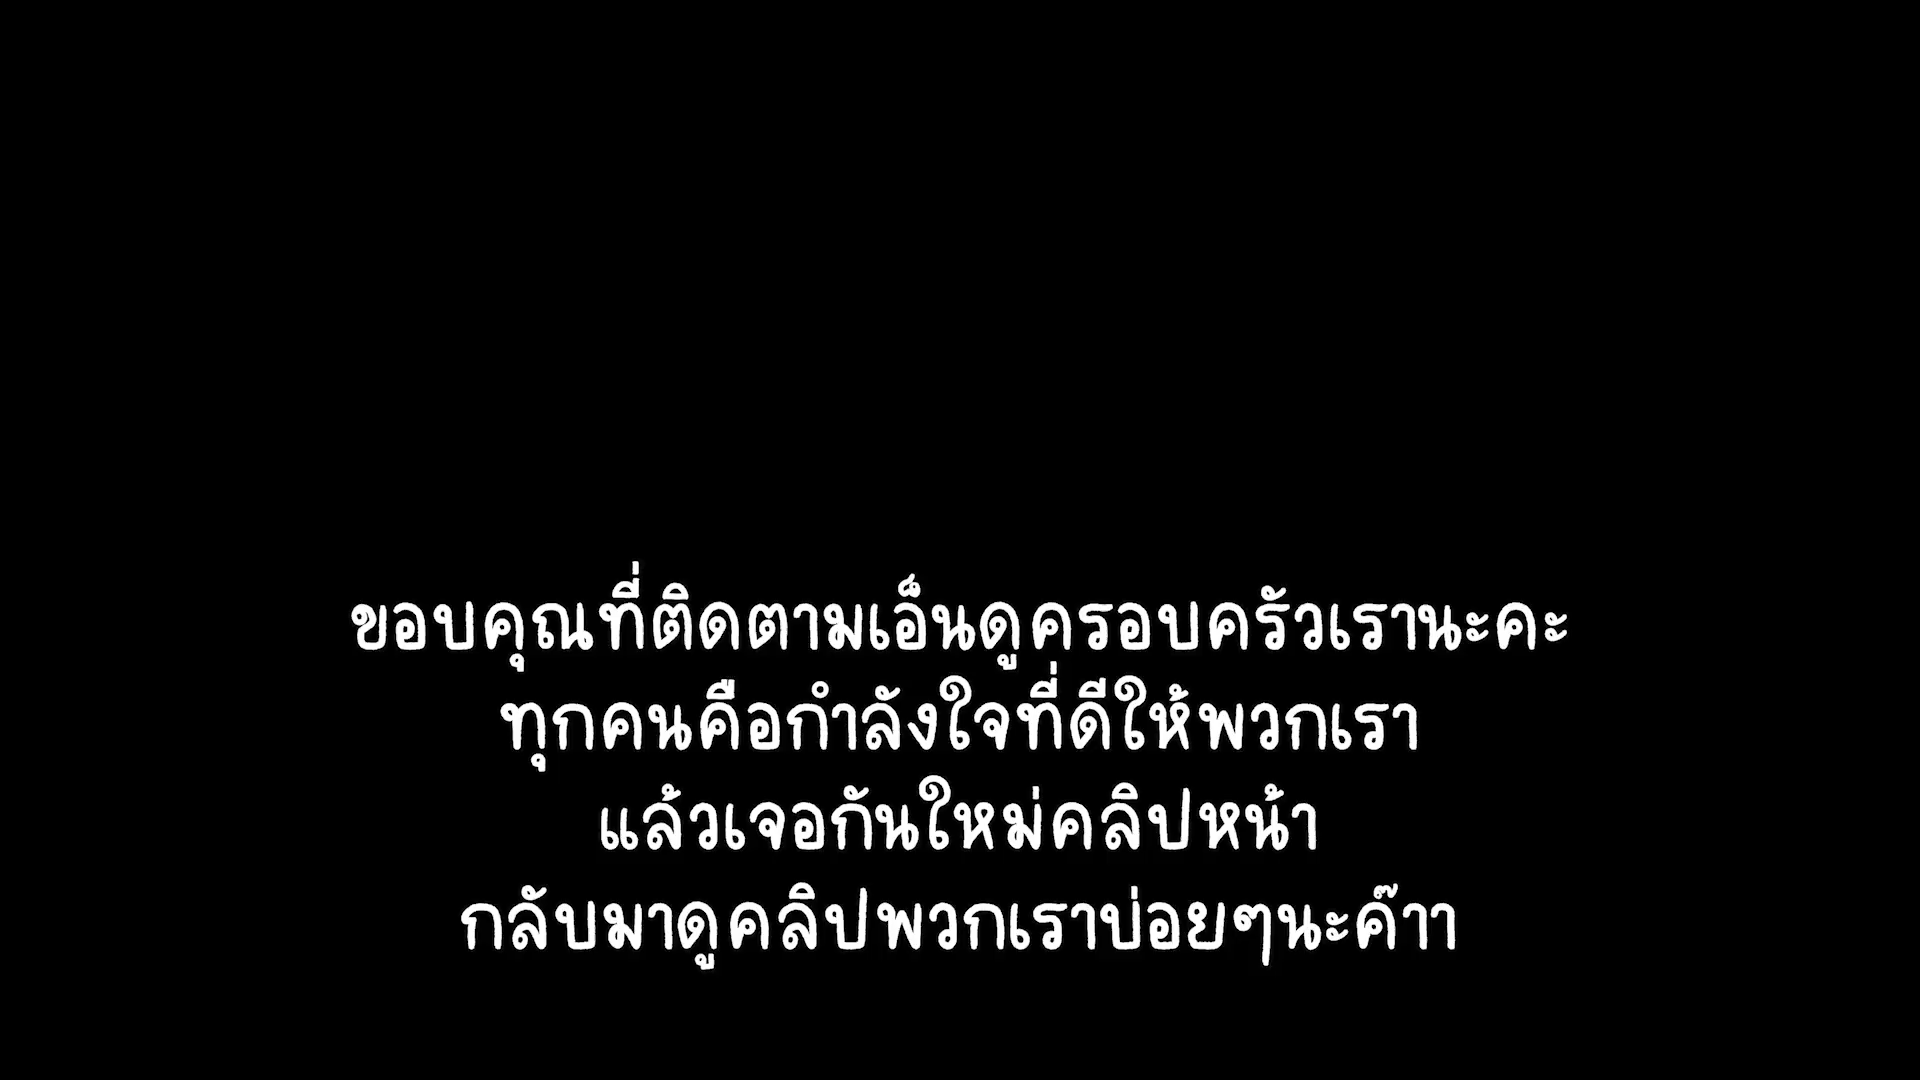 ขอบคุณที่ติดตามเอ็นดูครอบครัวเรานะคะ
ทุกคนคือกำลังใจที่ดีให้พวกเรา
แล้วเจอกันใหม่คลิปหน้า
กลับมาดูคลิปพวกเราบ่อยๆนะค๊าา